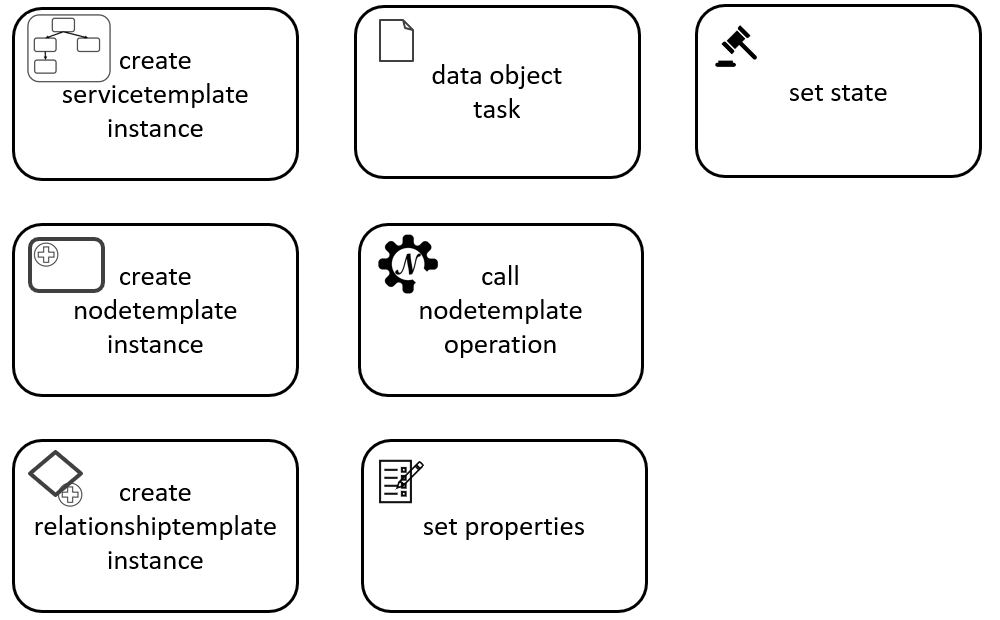 create
servicetemplate
instance
data object
task
set state
create
nodetemplate
instance
N
call
nodetemplate
operation
create
relationshiptemplate
instance
set properties